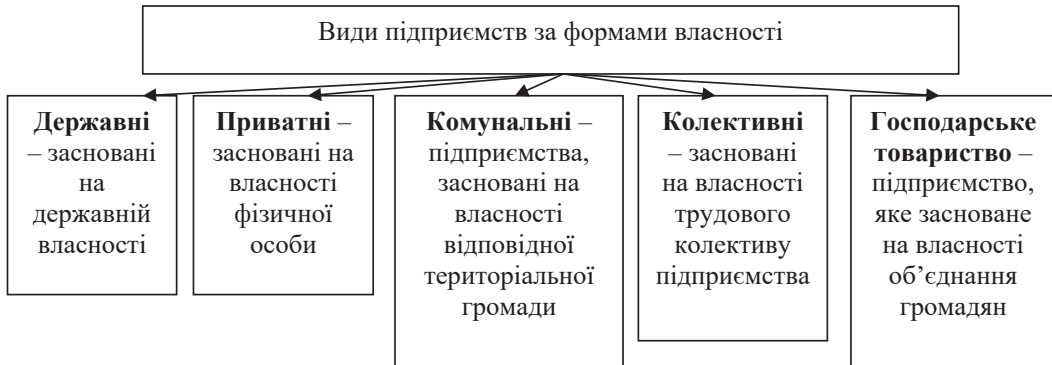 Види підприємств за формами власності
Державні
– засновані
на
державній
власності
Приватні –
засновані на
власності
фізичної
особи
Комунальні –
підприємства,
засновані на
власності
відповідної
територіальної
громади
Колективні
– засновані
на власності
трудового
колективу
підприємства
Господарське
товариство –
підприємство,
яке засноване
на власності
об’єднання
громадян